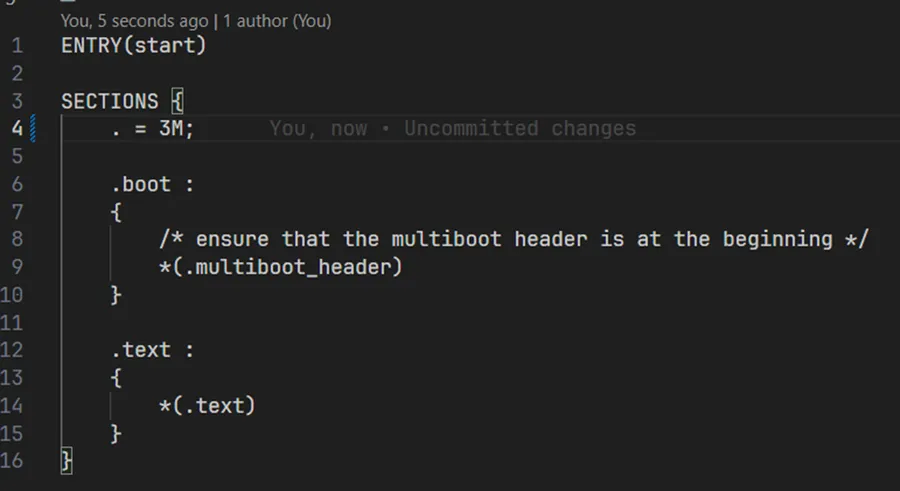 You, 5 seconds ago | 1 author (You)
1 ENTRY(start)
2
3 SECTIONS {
4 . = 3M; You, now • Uncommitted changes
5
6 .boot :
7 {
8 /* ensure that the multiboot header is at the beginning */
9 *(.multiboot_header)
10 }
11
12 .text :
13 {
14 *(.text)
15 }
16 }